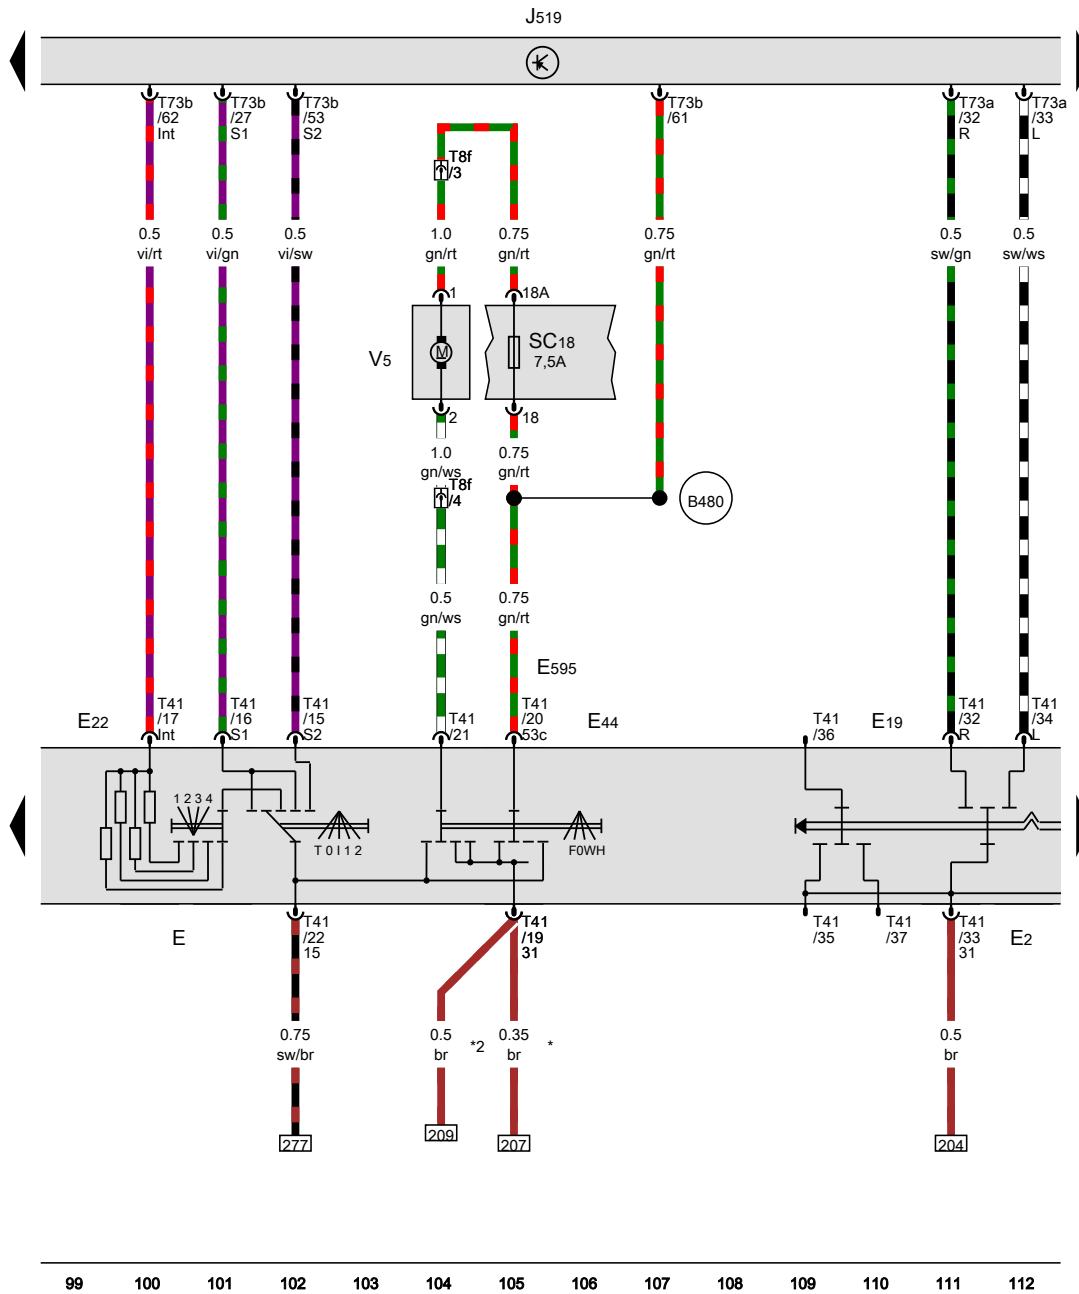 J519
T73b
/62
Int
T73b
/27
S1
T73b
/53
S2
T73b
/61
T73a
/32
R
T73a
/33
L
T8f
/3
0.5
vi/rt
0.5
vi/gn
0.5
vi/sw
1.0
gn/rt
0.75
gn/rt
0.75
gn/rt
0.5
sw/gn
0.5
sw/ws
1
18A
V5
M
SC18
7,5A
2
18
1.0
gn/ws
0.75
gn/rt
T8f
/4
B480
0.5
gn/ws
0.75
gn/rt
E595
E22
T41
/17
Int
T41
/16
S1
T41
/15
S2
T41
/21
T41
/20
53c
E44
T41
/36
E19
T41
/32
R
T41
/34
L
1 2 3 4
T 0 I 1 2
F0WH
E
T41
/22
15
T41
/19
31
T41
/35
T41
/37
T41
/33
31
E2
0.75
sw/br
0.5
br
*2
0.35
br
*
0.5
br
277
209
207
204
99 100 101 102 103 104 105 106 107 108 109 110 111 112